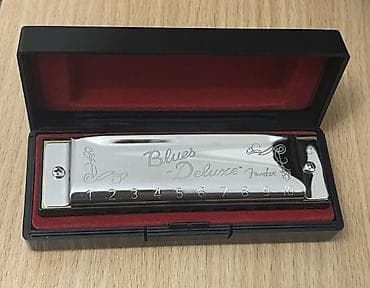 Blues
-Deluxe-
Fender
1 2 3 4 5 6 7 8 9 10